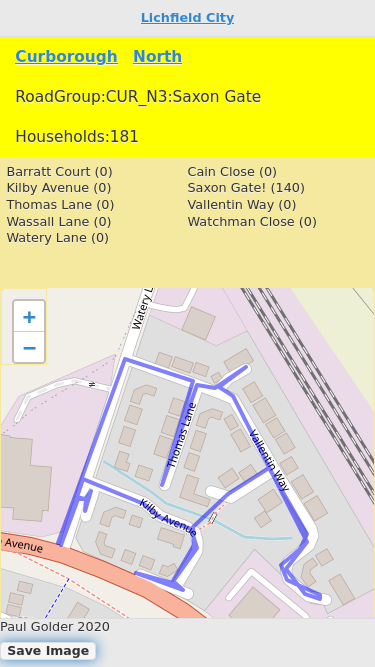 Lichfield City
Curborough North
RoadGroup:CUR_N3:Saxon Gate
Households:181
Barratt Court (0)
Kilby Avenue (0)
Thomas Lane (0)
Wassall Lane (0)
Watery Lane (0)
Cain Close (0)
Saxon Gate! (140)
Vallentin Way (0)
Watchman Close (0)
+
−
Watery L
Thomas Lane
Vallentin Way
Kilby Avenue
Avenue
Paul Golder 2020
Save Image